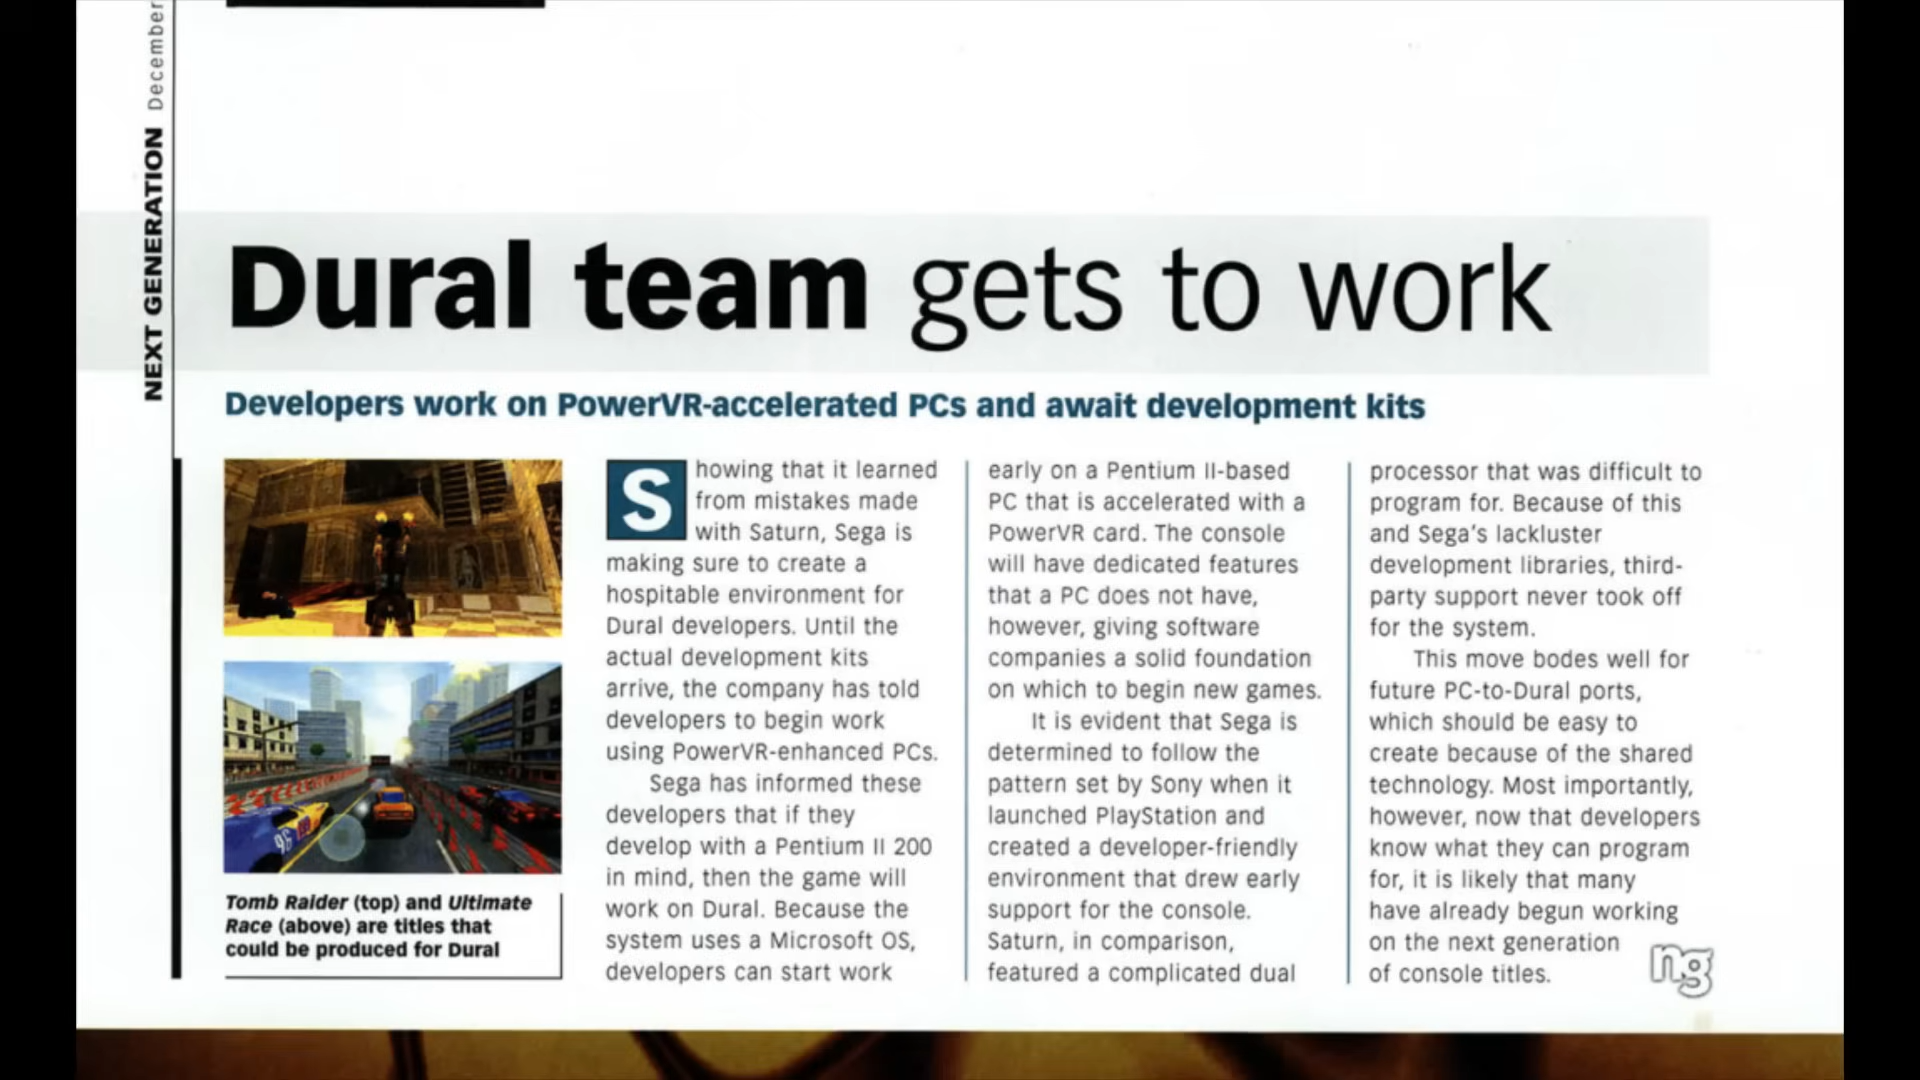 NEXT GENERATION December
Dural team gets to work
Developers work on PowerVR-accelerated PCs and await development kits
Tomb Raider (top) and Ultimate
Race (above) are titles that
could be produced for Dural
Showing that it learned
from mistakes made
with Saturn, Sega is
making sure to create a
hospitable environment for
Dural developers. Until the
actual development kits
arrive, the company has told
developers to begin work
using PowerVR-enhanced PCs.
Sega has informed these
developers that if they
develop with a Pentium II 200
in mind, then the game will
work on Dural. Because the
system uses a Microsoft OS,
developers can start work
early on a Pentium II-based
PC that is accelerated with a
PowerVR card. The console
will have dedicated features
that a PC does not have,
however, giving software
companies a solid foundation
on which to begin new games.
It is evident that Sega is
determined to follow the
pattern set by Sony when it
launched PlayStation and
created a developer-friendly
environment that drew early
support for the console.
Saturn, in comparison,
featured a complicated dual
processor that was difficult to
program for. Because of this
and Sega's lackluster
development libraries, third-
party support never took off
for the system.
This move bodes well for
future PC-to-Dural ports,
which should be easy to
create because of the shared
technology. Most importantly,
however, now that developers
know what they can program
for, it is likely that many
have already begun working
on the next generation
of console titles.
ng
96